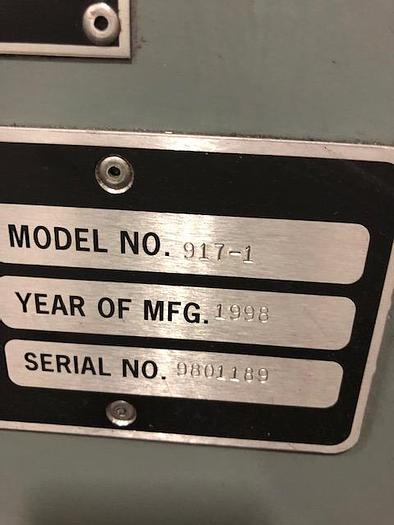 MODEL NO. 917-1
YEAR OF MFG. 1998
SERIAL NO. 9801189